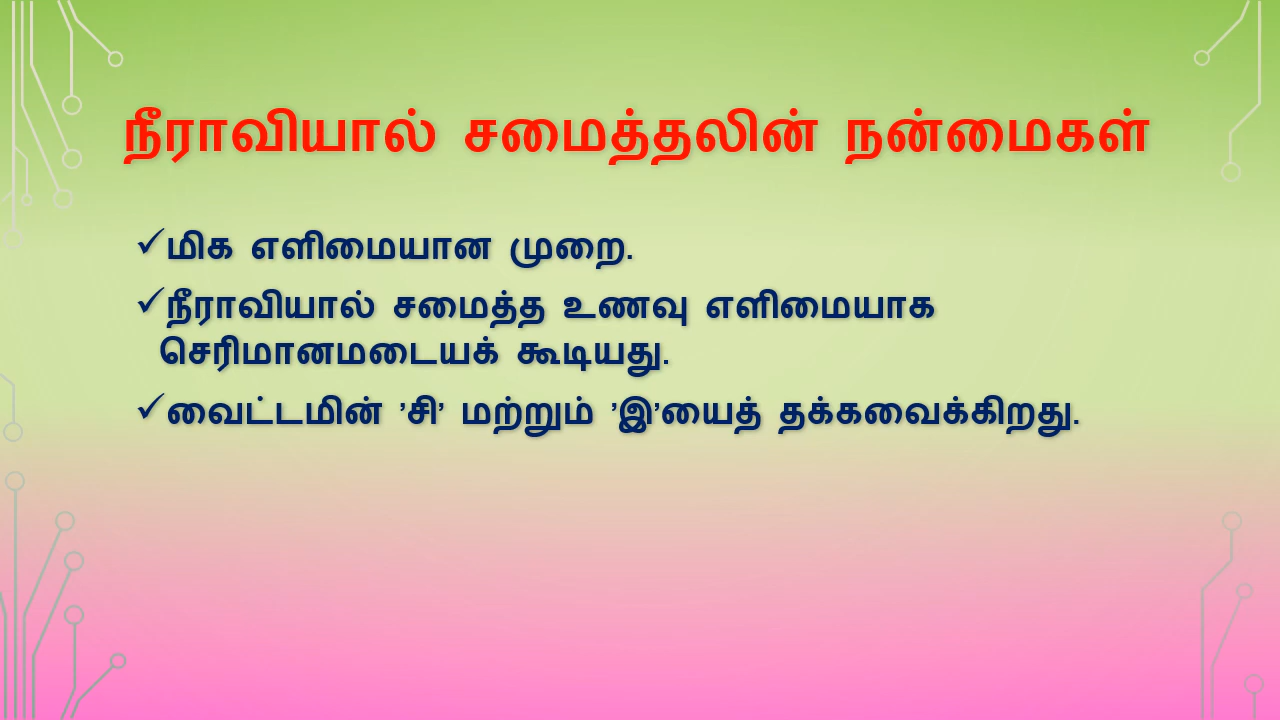 நீராவியால் சமைத்தலின் நன்மைகள்
✓மிக எளிமையான முறை.
✓நீராவியால் சமைத்த உணவு எளிமையாக
செரிமானமடையக் கூடியது.
✓வைட்டமின் ’சி’ மற்றும் ’இ’யைத் தக்கவைக்கிறது.